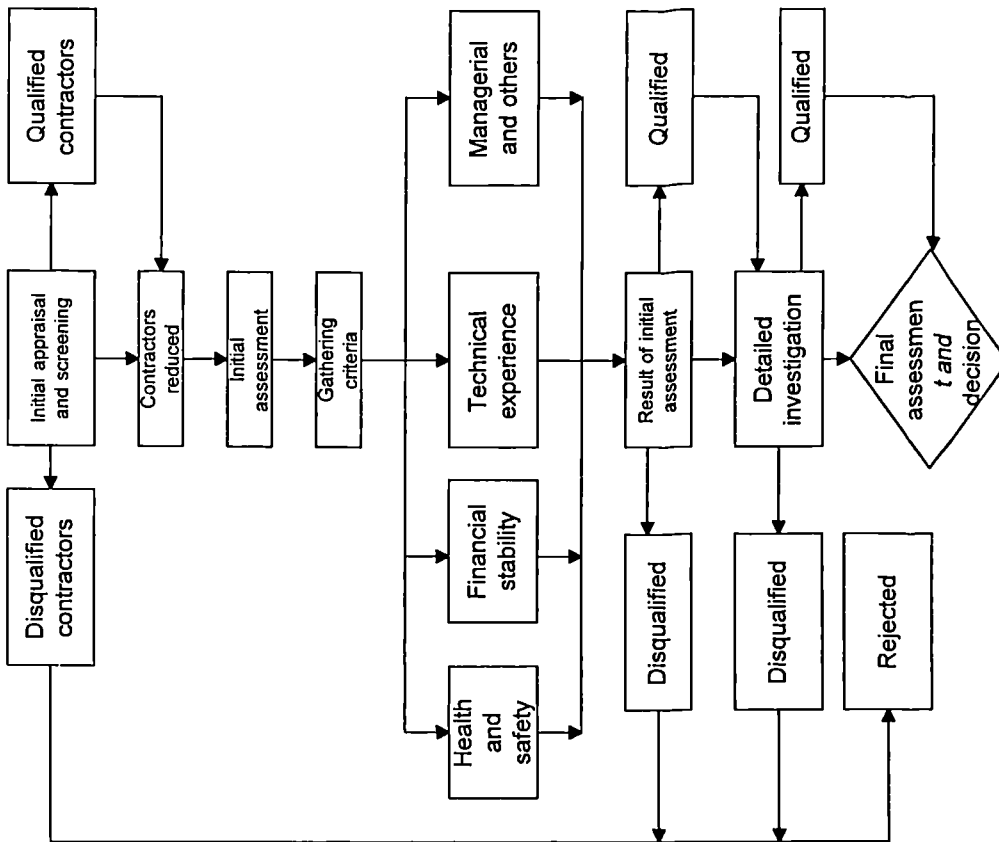 Qualified
contractors
Initial appraisal
and screening
Disqualified
contractors
Contractors
reduced
Initial
assessment
Gathering
criteria
Managerial
and others
Technical
experience
Financial
stability
Health
and
safety
Qualified
Result of initial
assessment
Disqualified
Qualified
Detailed
investigation
Disqualified
Final
assessmen
t and
decision
Rejected